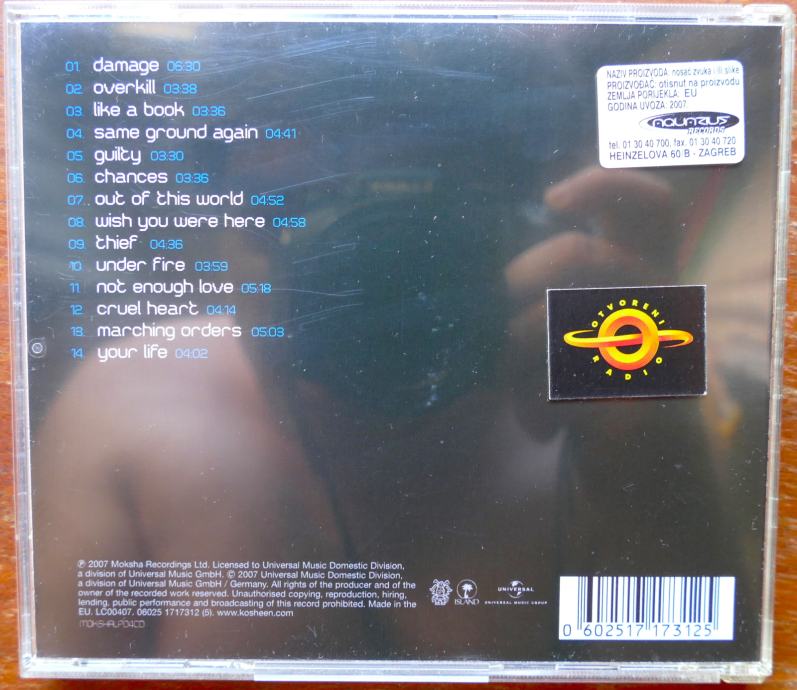 01. damage 06:30
02. overkill 03:38
03. like a book 03:36
04. same ground again 04:41
05. guilty 03:30
06. chances 03:36
07. out of this world 04:52
08. wish you were here 04:58
09. thief 04:36
10. under fire 03:59
11. not enough love 05:18
12. cruel heart 04:14
13. marching orders 05:03
14. your life 04:02
NAZIV PROIZVODA: nosač zvuka i ili slike
PROIZVOĐAČ: otisnut na proizvodu
ZEMLJA PORIJEKLA: EU
GODINA UVOZA: 2007
AQUARIUS
RECORDS
tel. 01 30 40 700, fax. 01 30 40 720
HEINZELOVA 60 B - ZAGREB
OTVORENI
RADIO
℗ 2007 Moksha Recordings Ltd. Licensed to Universal Music Domestic Division,
a division of Universal Music GmbH. © 2007 Universal Music Domestic Division,
a division of Universal Music GmbH / Germany. All rights of the producer and of the
owner of the recorded work reserved. Unauthorised copying, reproduction, hiring,
lending, public performance and broadcasting of this record prohibited. Made in the
EU. LC00407. 06025 1717312 (5). www.kosheen.com
MOKSHALP04CD
ISLAND
UNIVERSAL
UNIVERSAL MUSIC GROUP
0 602517 173125